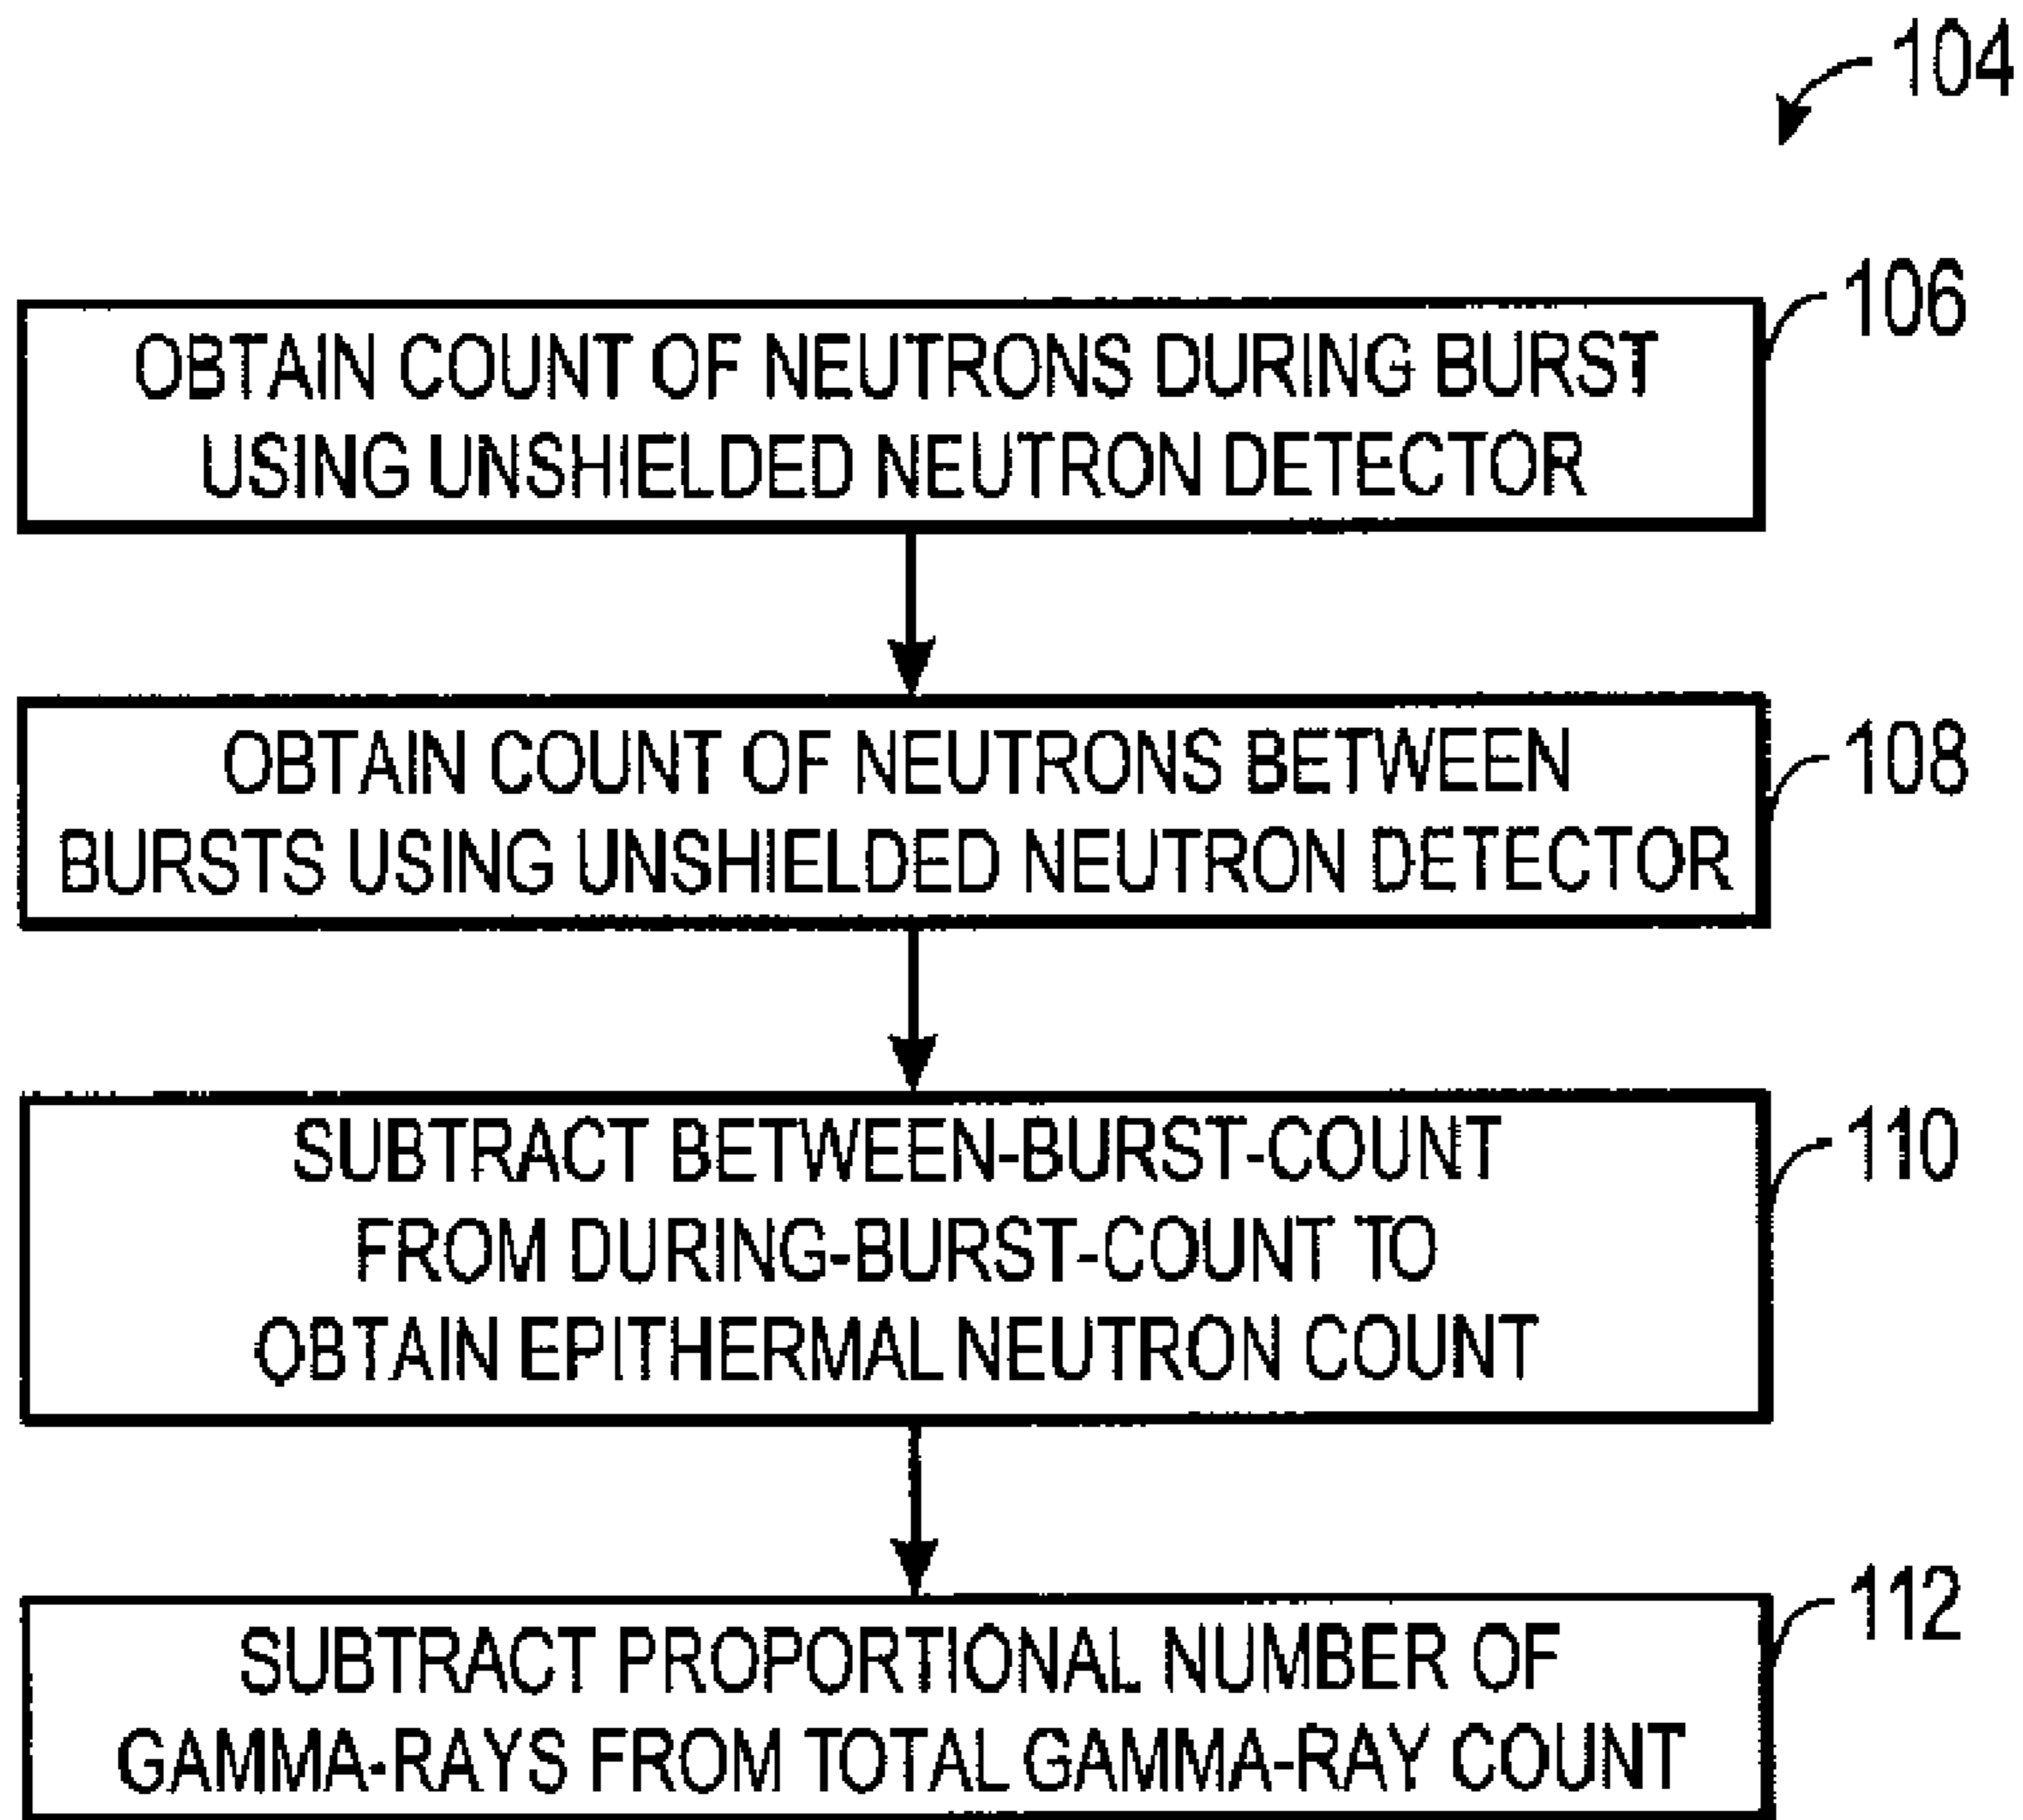 104
106
OBTAIN COUNT OF NEUTRONS DURING BURST
USING UNSHIELDED NEUTRON DETECTOR
108
OBTAIN COUNT OF NEUTRONS BETWEEN
BURSTS USING UNSHIELDED NEUTRON DETECTOR
110
SUBTRACT BETWEEN-BURST-COUNT
FROM DURING-BURST-COUNT TO
OBTAIN EPITHERMAL NEUTRON COUNT
112
SUBTRACT PROPORTIONAL NUMBER OF
GAMMA-RAYS FROM TOTAL GAMMA-RAY COUNT